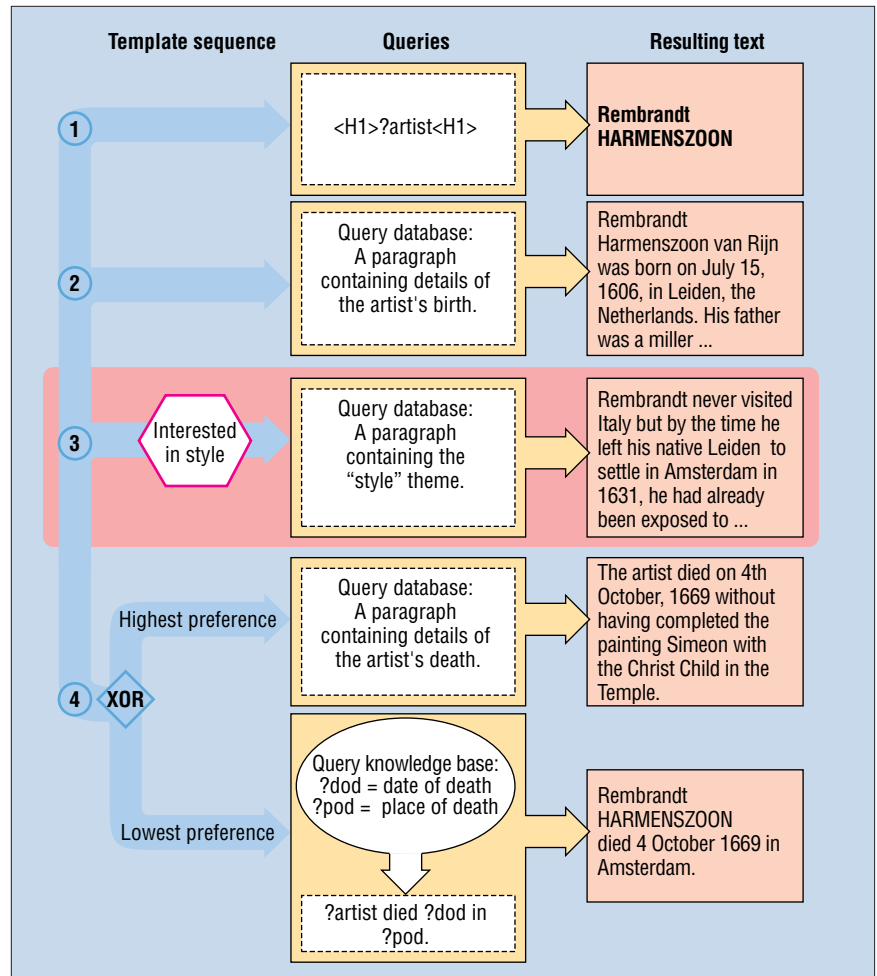 Template sequence
Queries
Resulting text
1
<H1>?artist<H1>
Rembrandt
HARMENSZOON
2
Query database:
A paragraph
containing details of
the artist's birth.
Rembrandt
Harmenszoon van Rijn
was born on July 15,
1606, in Leiden, the
Netherlands. His father
was a miller ...
3
Interested
in style
Query database:
A paragraph
containing the
“style” theme.
Rembrandt never visited
Italy but by the time he
left his native Leiden to
settle in Amsterdam in
1631, he had already
been exposed to ...
4
XOR
Highest preference
Query database:
A paragraph
containing details of
the artist's death.
The artist died on 4th
October, 1669 without
having completed the
painting Simeon with
the Christ Child in the
Temple.
Lowest preference
Query knowledge base:
?dod = date of death
?pod = place of death
?artist died ?dod in
?pod.
Rembrandt
HARMENSZOON
died 4 October 1669 in
Amsterdam.